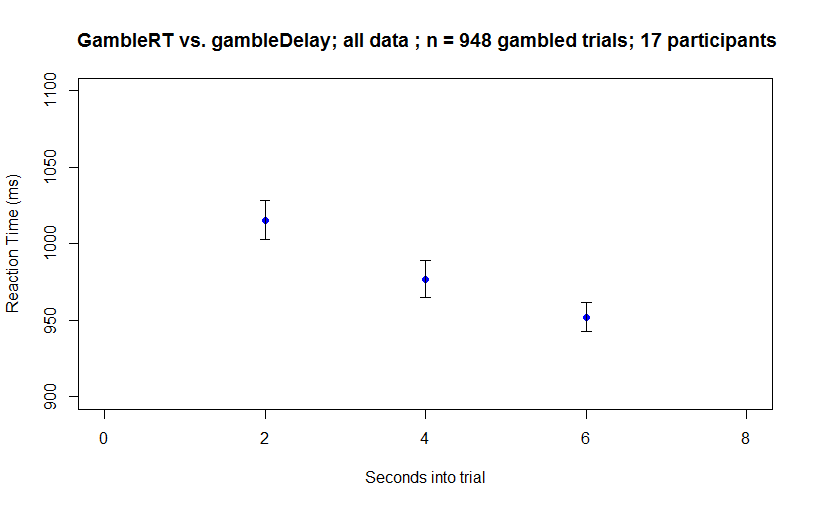 GambleRT vs. gambleDelay; all data ; n = 948 gambled trials; 17 participants
Reaction Time (ms)
1100
1050
1000
950
900
0 2 4 6 8
Seconds into trial